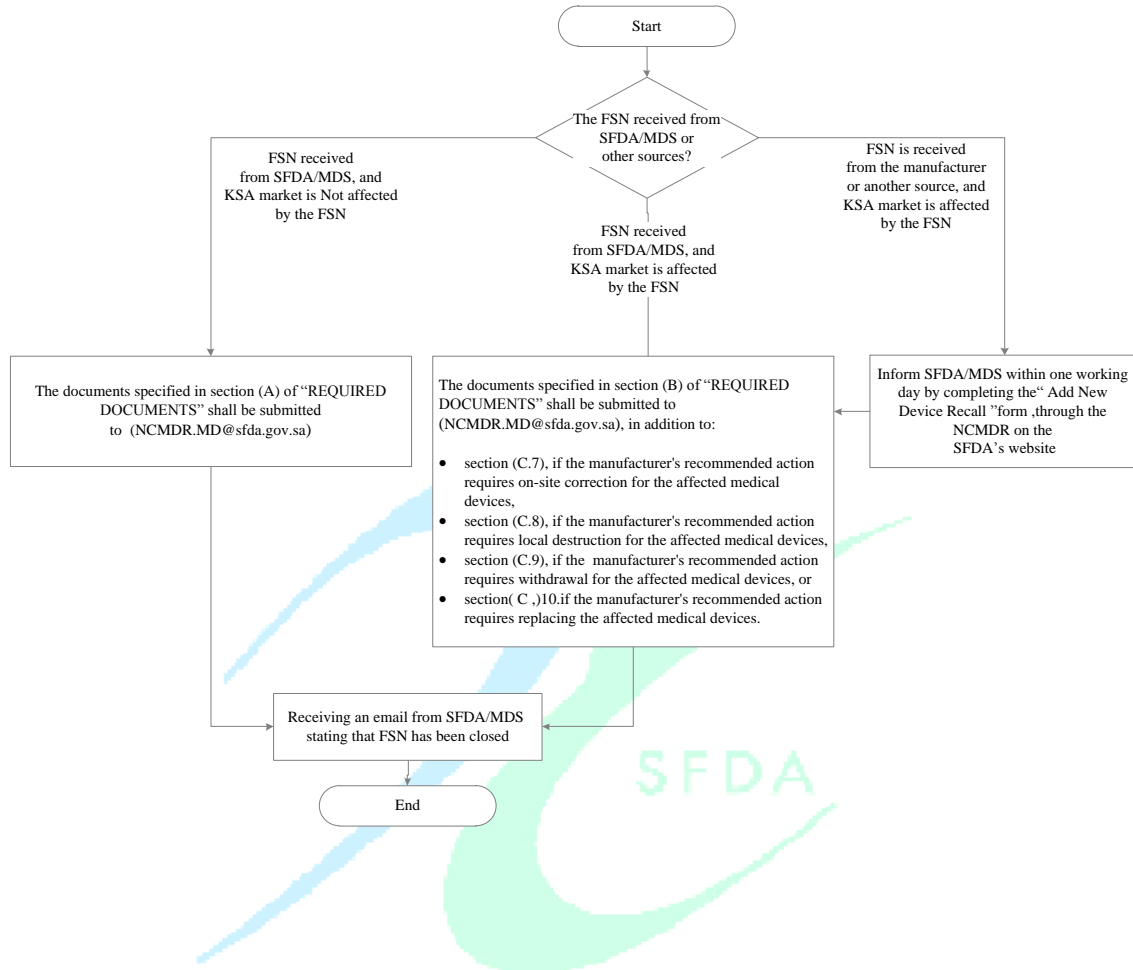 Start
The FSN received from
SFDA/MDS or
other sources?
FSN received
from SFDA/MDS, and
KSA market is Not affected
by the FSN
FSN received
from SFDA/MDS, and
KSA market is affected
by the FSN
FSN is received
from the manufacturer
or another source, and
KSA market is affected
by the FSN
The documents specified in section (A) of “REQUIRED
DOCUMENTS” shall be submitted
to (NCMDR.MD@sfda.gov.sa)
The documents specified in section (B) of “REQUIRED
DOCUMENTS” shall be submitted to
(NCMDR.MD@sfda.gov.sa), in addition to:
• section (C.7), if the manufacturer's recommended action
requires on-site correction for the affected medical
devices,
• section (C.8), if the manufacturer's recommended action
requires local destruction for the affected medical devices,
• section (C.9), if the manufacturer's recommended action
requires withdrawal for the affected medical devices, or
• section( C ,)10.if the manufacturer's recommended action
requires replacing the affected medical devices.
Inform SFDA/MDS within one working
day by completing the“ Add New
Device Recall ”form ,through the
NCMDR on the
SFDA’s website
Receiving an email from SFDA/MDS
stating that FSN has been closed
End
SFDA